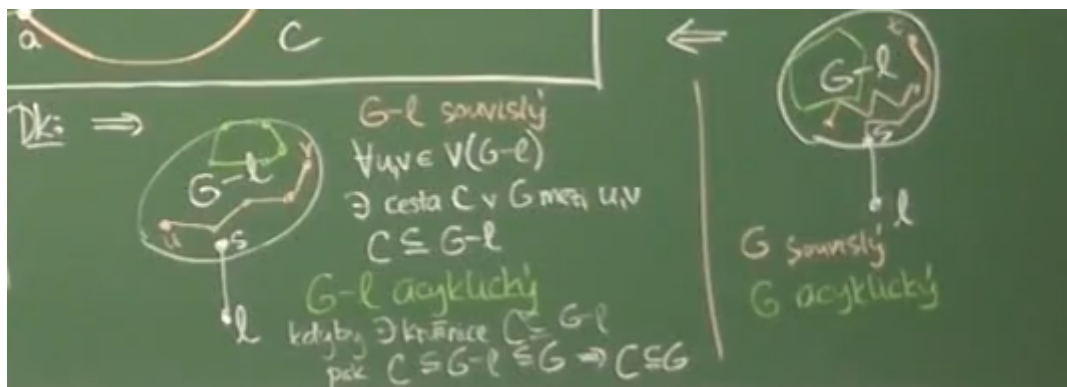 a
C
Dk: ⇒
G-l
v
u
s
l
G-l souvislý
∀u,v ∈ V(G-l)
∃ cesta C v G mezi u,v
C ⊆ G-l
G-l acyklický
kdyby ∃ kružnice C ⊆ G-l
pak C ⊆ G-l ⊆ G ⇒ C ⊆ G
⇐
G-l
s
l
G souvislý
G acyklický